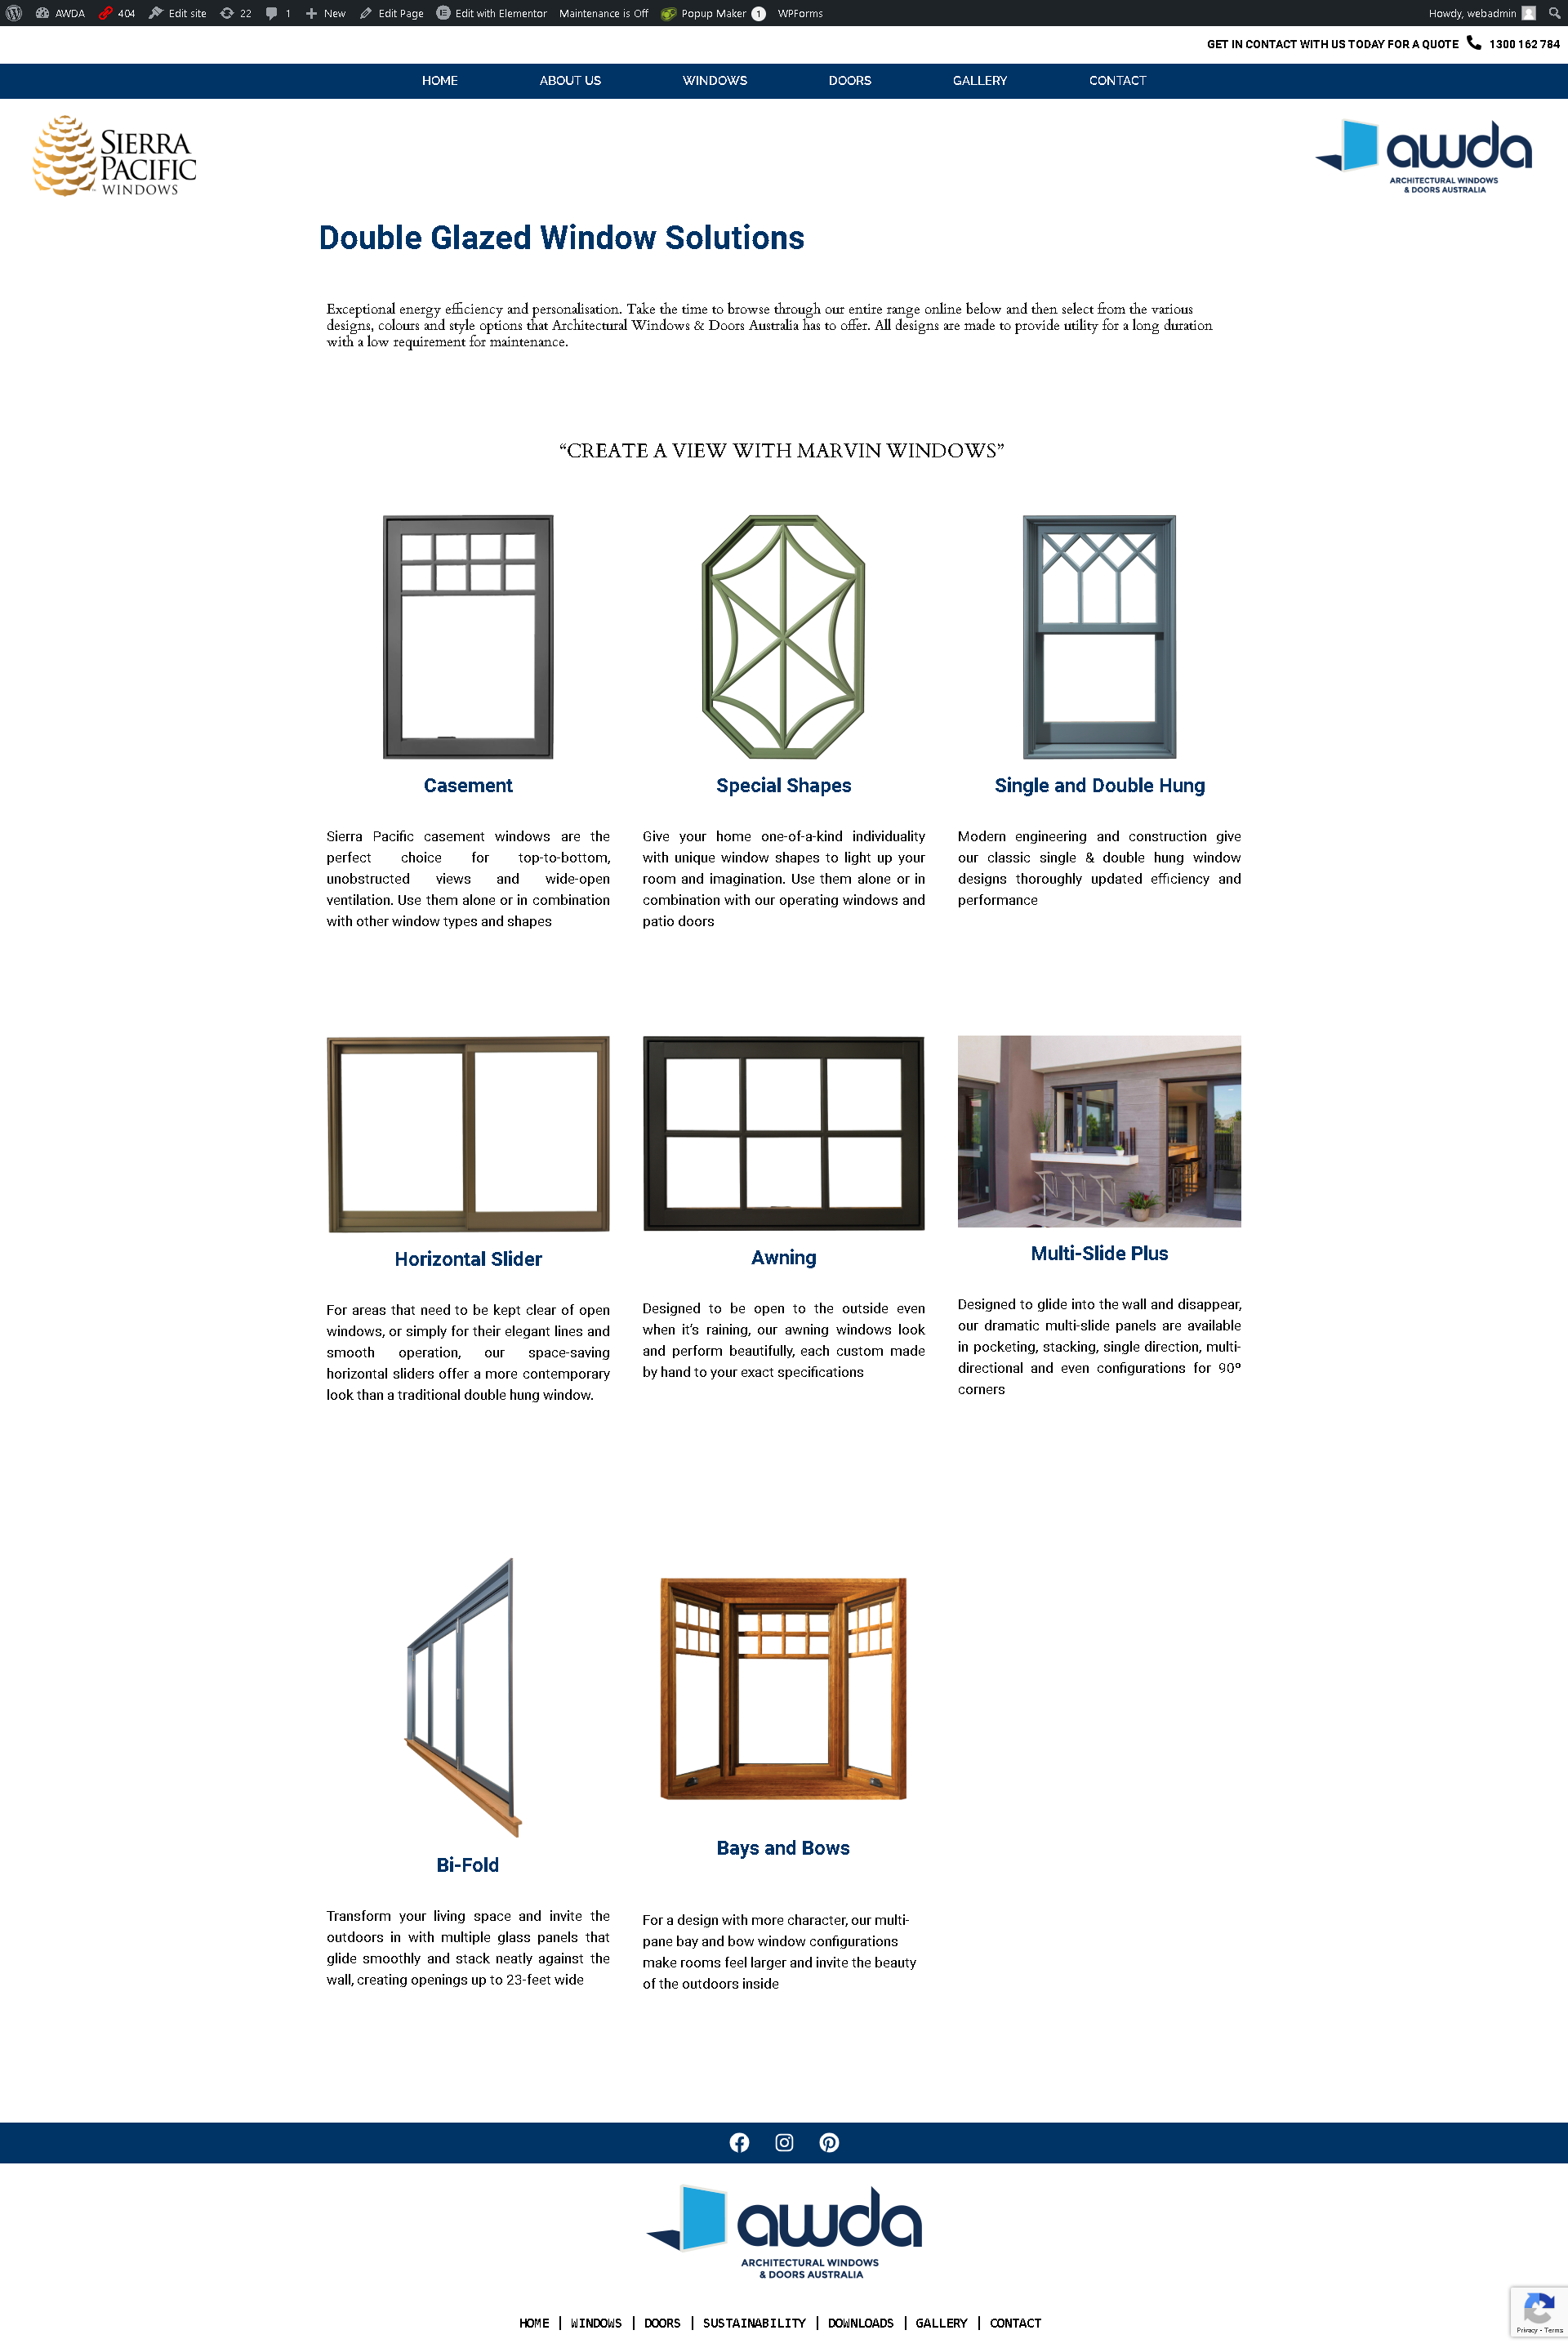 AWDA 404 Edit site 22 1 New Edit Page Edit with Elementor Maintenance is Off Popup Maker 1 WPForms Howdy, webadmin
GET IN CONTACT WITH US TODAY FOR A QUOTE 1300 162 784
HOME ABOUT US WINDOWS DOORS GALLERY CONTACT
SIERRA
PACIFIC
WINDOWS
awda
ARCHITECTURAL WINDOWS
& DOORS AUSTRALIA
Double Glazed Window Solutions
Exceptional energy efficiency and personalisation. Take the time to browse through our entire range online below and then select from the various
designs, colours and style options that Architectural Windows & Doors Australia has to offer. All designs are made to provide utility for a long duration
with a low requirement for maintenance.
“CREATE A VIEW WITH MARVIN WINDOWS”
Casement
Sierra Pacific casement windows are the
perfect choice for top-to-bottom,
unobstructed views and wide-open
ventilation. Use them alone or in combination
with other window types and shapes
Special Shapes
Give your home one-of-a-kind individuality
with unique window shapes to light up your
room and imagination. Use them alone or in
combination with our operating windows and
patio doors
Single and Double Hung
Modern engineering and construction give
our classic single & double hung window
designs thoroughly updated efficiency and
performance
Horizontal Slider
For areas that need to be kept clear of open
windows, or simply for their elegant lines and
smooth operation, our space-saving
horizontal sliders offer a more contemporary
look than a traditional double hung window.
Awning
Designed to be open to the outside even
when it’s raining, our awning windows look
and perform beautifully, each custom made
by hand to your exact specifications
Multi-Slide Plus
Designed to glide into the wall and disappear,
our dramatic multi-slide panels are available
in pocketing, stacking, single direction, multi-
directional and even configurations for 90º
corners
Bi-Fold
Transform your living space and invite the
outdoors in with multiple glass panels that
glide smoothly and stack neatly against the
wall, creating openings up to 23-feet wide
Bays and Bows
For a design with more character, our multi-
pane bay and bow window configurations
make rooms feel larger and invite the beauty
of the outdoors inside
awda
ARCHITECTURAL WINDOWS
& DOORS AUSTRALIA
HOME | WINDOWS | DOORS | SUSTAINABILITY | DOWNLOADS | GALLERY | CONTACT
Privacy - Terms